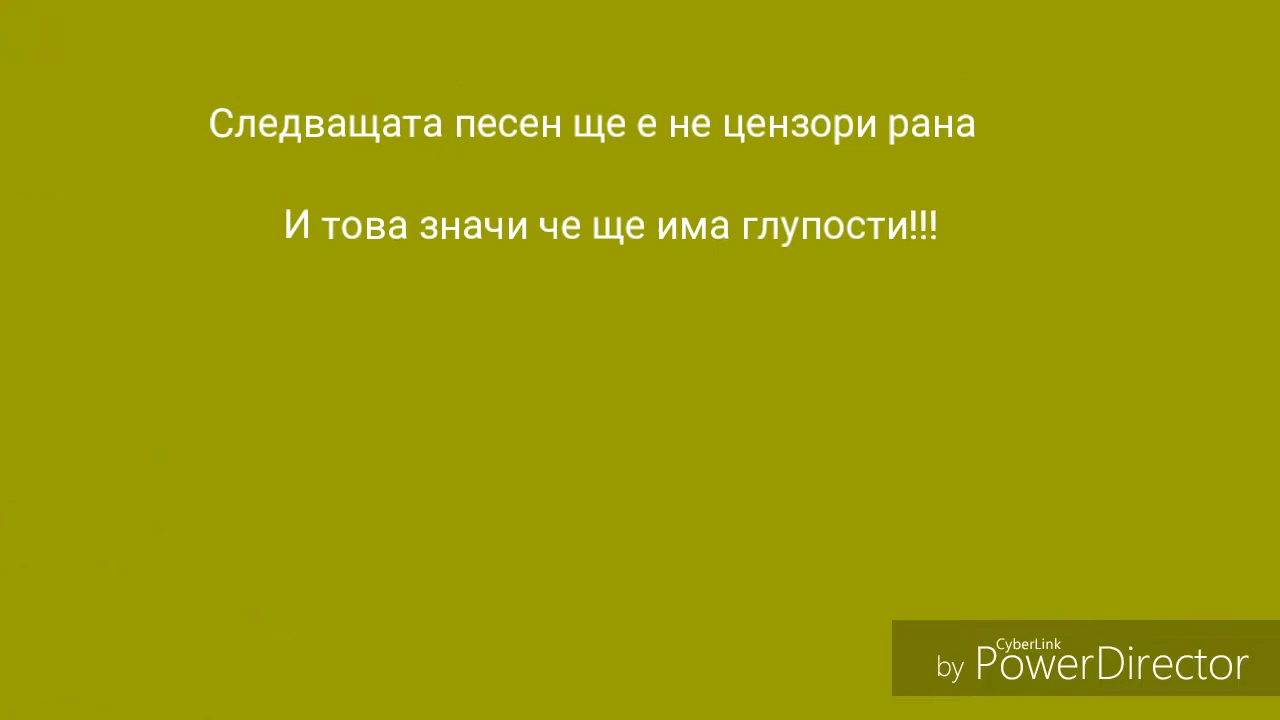 Следващата песен ще е не цензори рана
И това значи че ще има глупости!!!
CyberLink
by PowerDirector